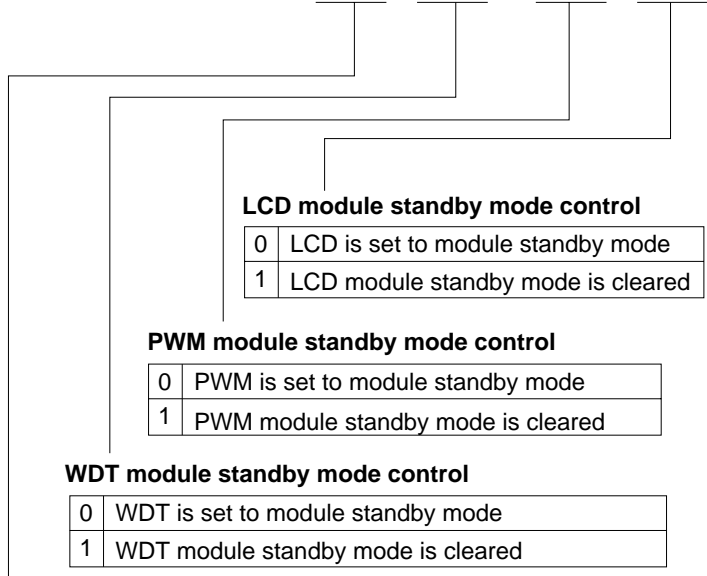 LCD module standby mode control
0 LCD is set to module standby mode
1 LCD module standby mode is cleared
PWM module standby mode control
0 PWM is set to module standby mode
1 PWM module standby mode is cleared
WDT module standby mode control
0 WDT is set to module standby mode
1 WDT module standby mode is cleared